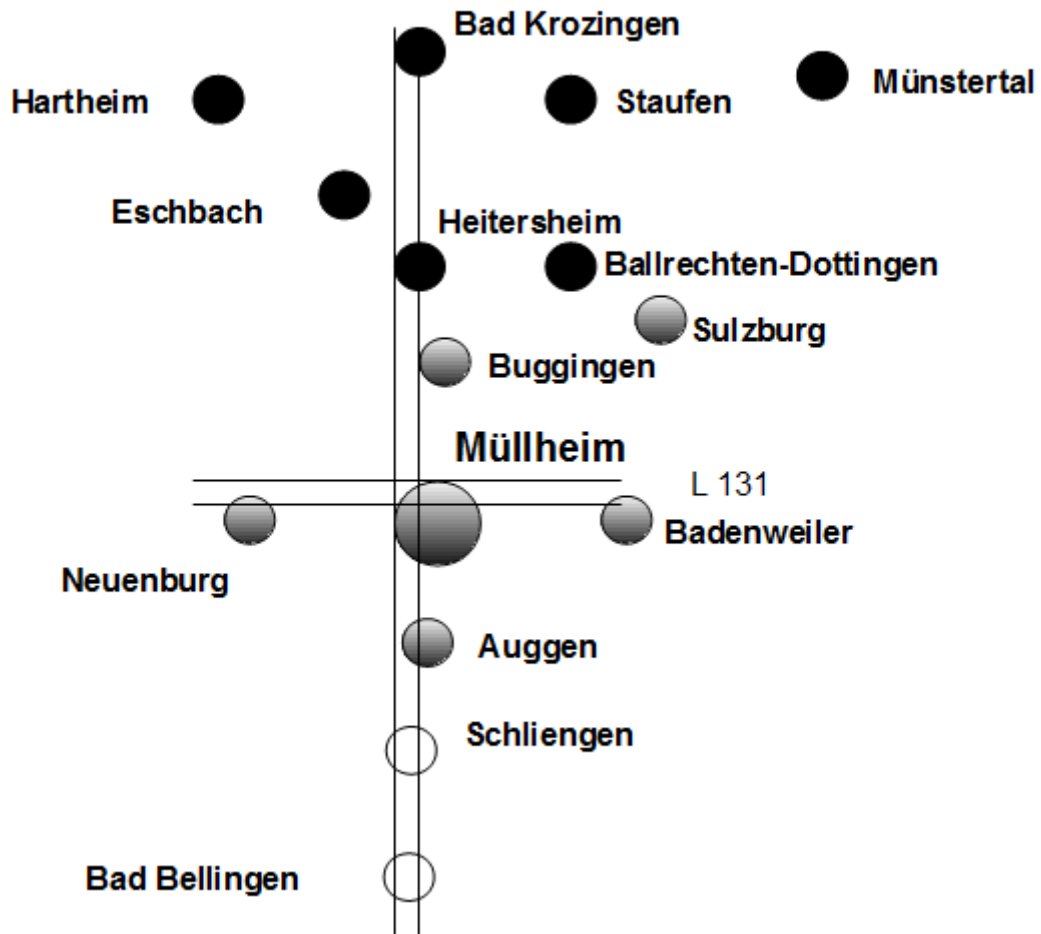 Bad Krozingen
Münstertal
Hartheim
Staufen
Eschbach
Heitersheim
Ballrechten-Dottingen
Sulzburg
Buggingen
Müllheim
L 131
Badenweiler
Neuenburg
Auggen
Schliengen
Bad Bellingen